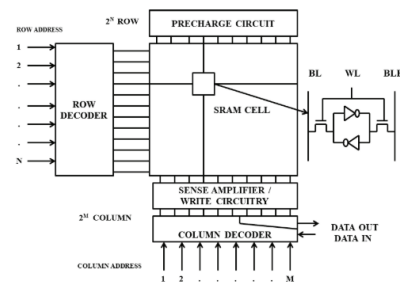 2N ROW
PRECHARGE CIRCUIT
ROW ADDRESS
1
2
.
.
.
.
N
ROW
DECODER
SRAM CELL
BL WL BLB
SENSE AMPLIFIER /
WRITE CIRCUITRY
2M COLUMN
COLUMN DECODER
DATA OUT
DATA IN
COLUMN ADDRESS
1 2 . . . . . M